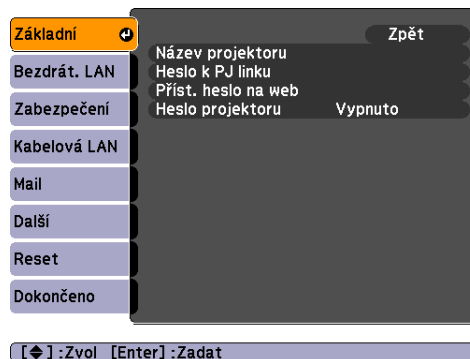 Základní
Bezdrát. LAN
Zabezpečení
Kabelová LAN
Mail
Další
Reset
Dokončeno
Zpět
Název projektoru
Heslo k PJ linku
Příst. heslo na web
Heslo projektoru Vypnuto
[◆] :Zvol [Enter] :Zadat